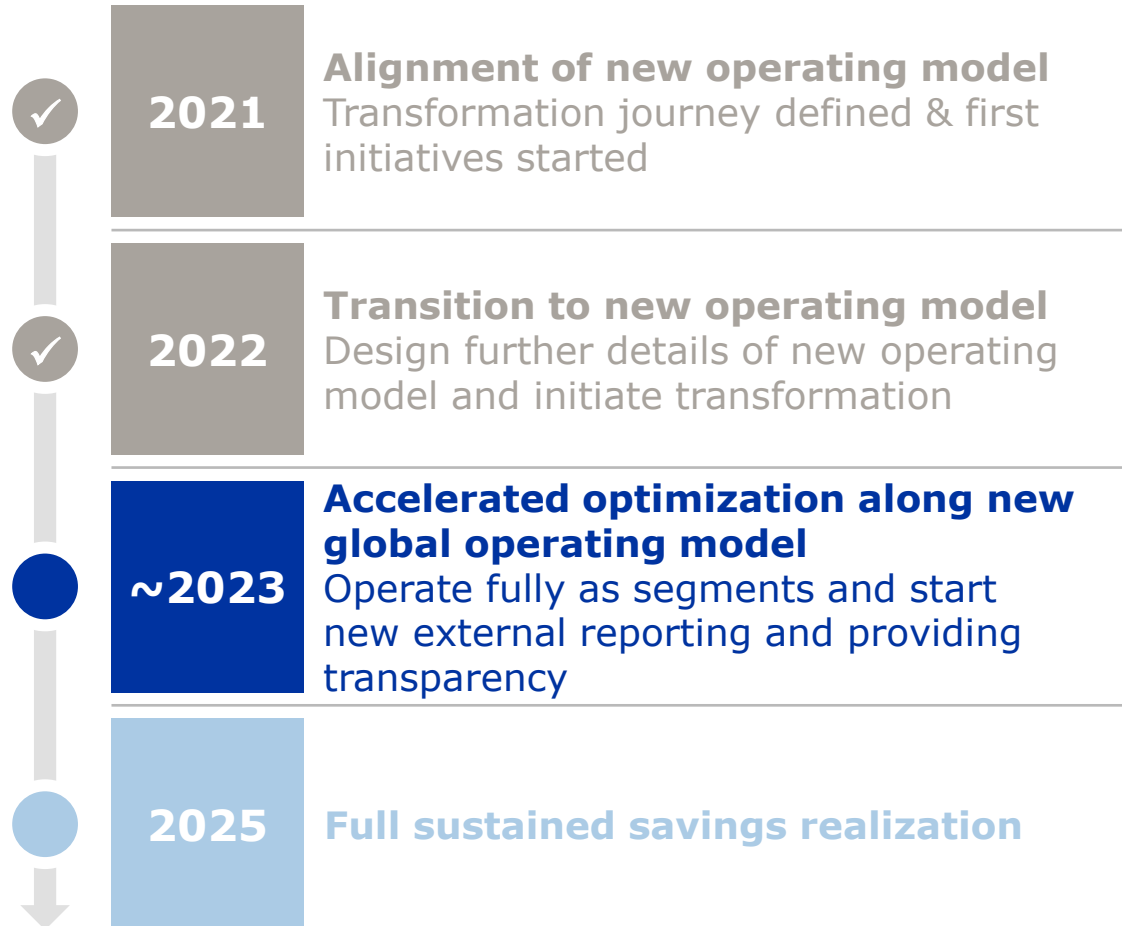 2021
Alignment of new operating model
Transformation journey defined & first
initiatives started
2022
Transition to new operating model
Design further details of new operating
model and initiate transformation
~2023
Accelerated optimization along new
global operating model
Operate fully as segments and start
new external reporting and providing
transparency
2025
Full sustained savings realization